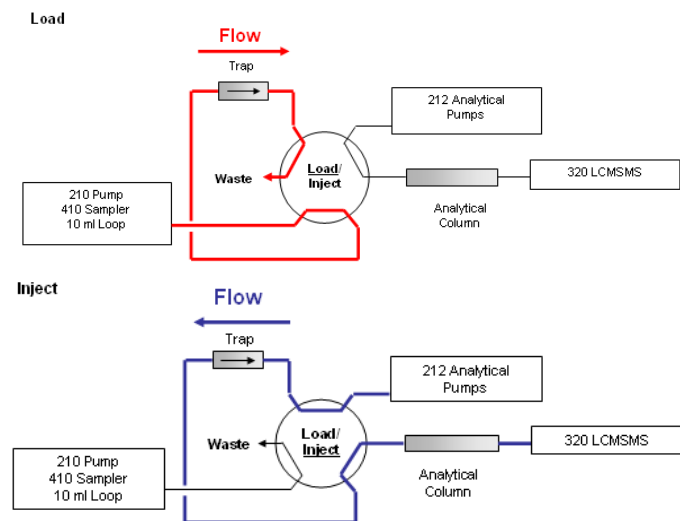 Load
Flow
Trap
212 Analytical
Pumps
Waste
Load/
Inject
320 LCMSMS
210 Pump
410 Sampler
10 ml Loop
Analytical
Column
Inject
Flow
Trap
212 Analytical
Pumps
Waste
Load/
Inject
320 LCMSMS
210 Pump
410 Sampler
10 ml Loop
Analytical
Column